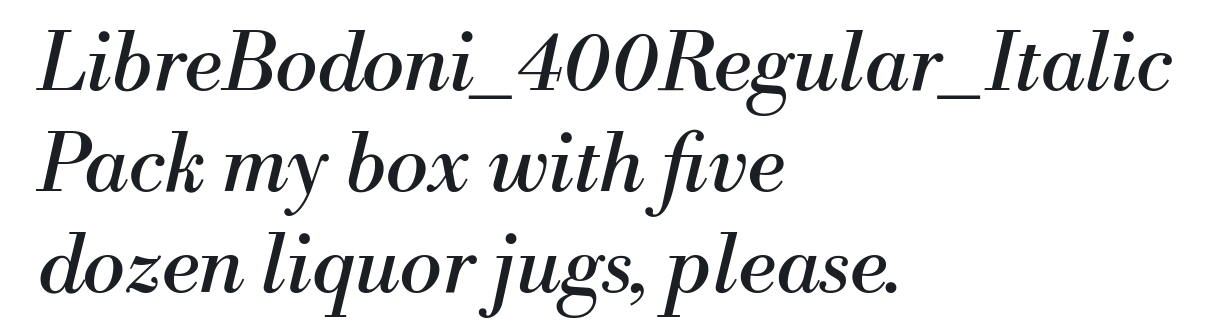 LibreBodoni_400Regular_Italic
Pack my box with five
dozen liquor jugs, please.